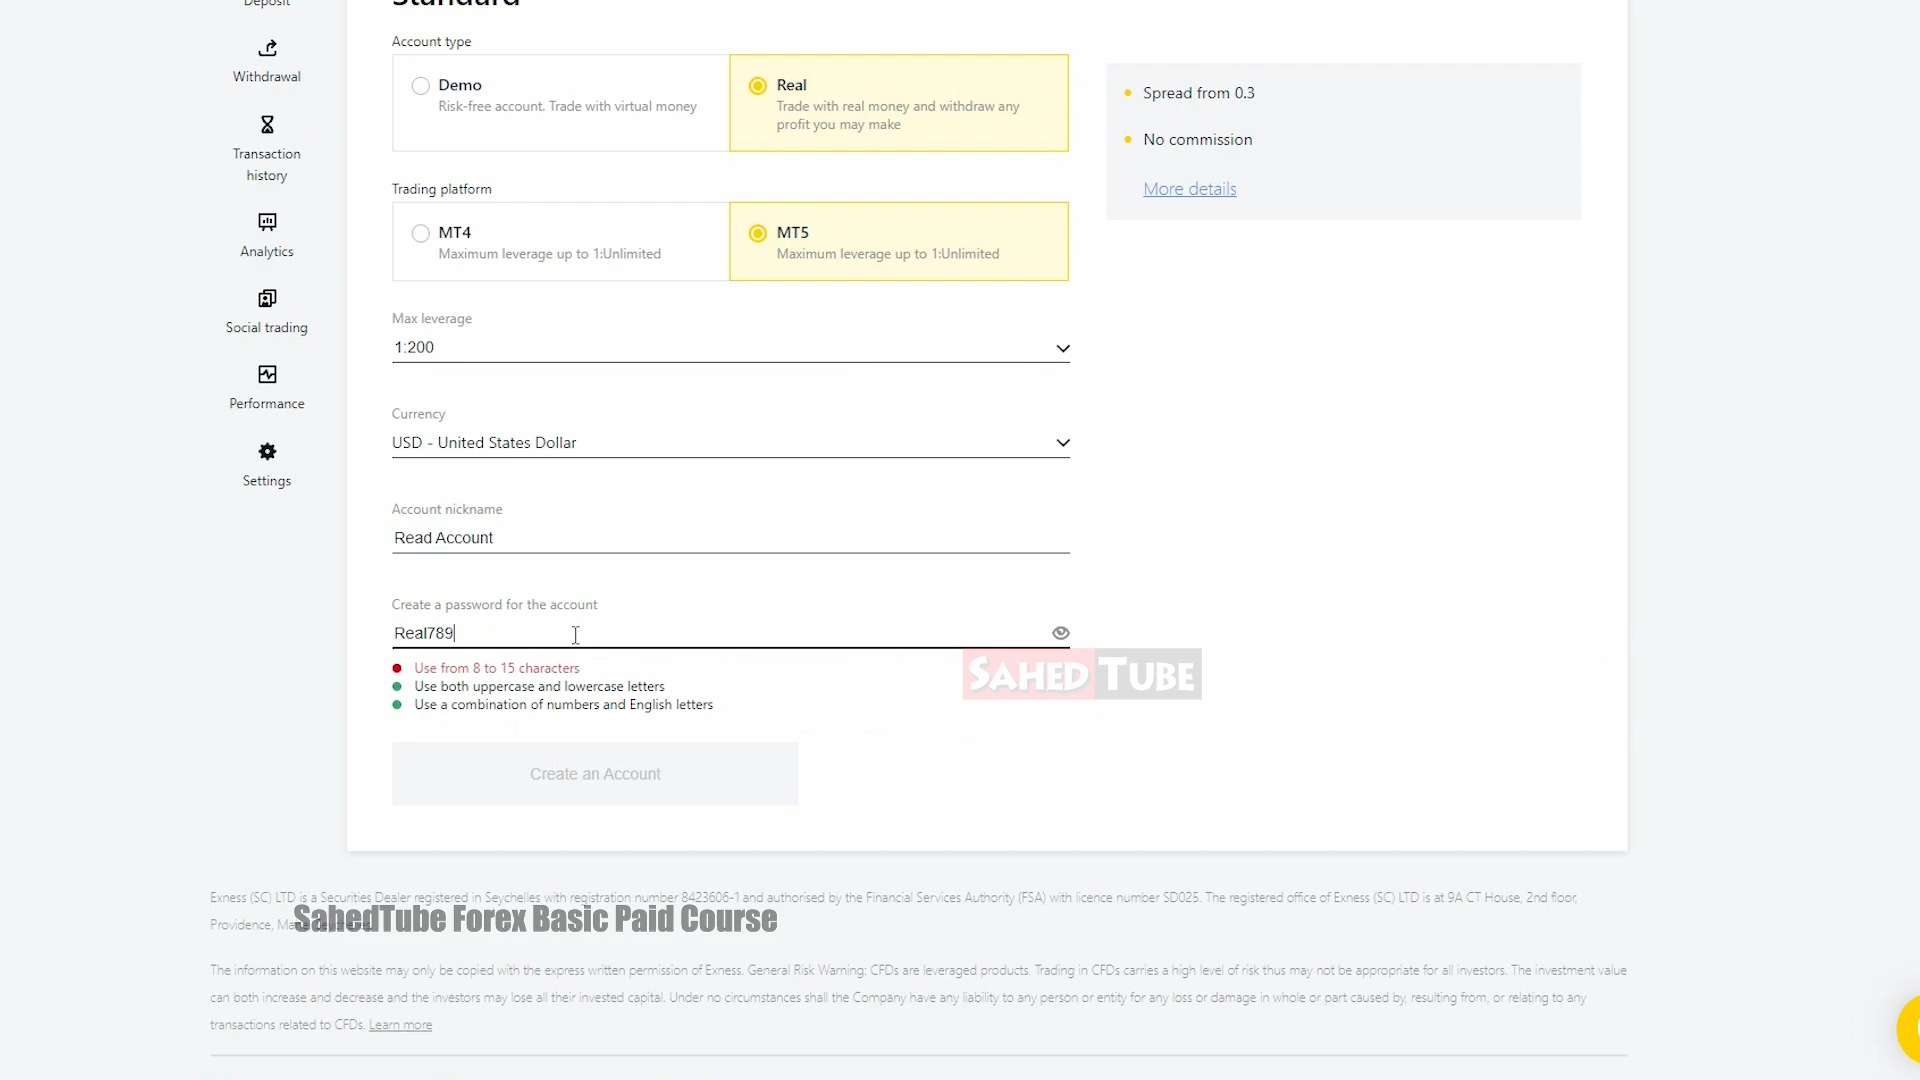 Deposit
Standard
Account type
Withdrawal
Demo
Risk-free account. Trade with virtual money
Real
Trade with real money and withdraw any
profit you may make
Spread from 0.3
No commission
More details
Transaction
history
Trading platform
MT4
Maximum leverage up to 1:Unlimited
MT5
Maximum leverage up to 1:Unlimited
Analytics
Social trading
Max leverage
1:200
Performance
Currency
USD - United States Dollar
Settings
Account nickname
Read Account
Create a password for the account
Real789
Use from 8 to 15 characters
Use both uppercase and lowercase letters
Use a combination of numbers and English letters
SAHED TUBE
Create an Account
Exness (SC) LTD is a Securities Dealer registered in Seychelles with registration number 8423606-1 and authorised by the Financial Services Authority (FSA) with licence number SD025. The registered office of Exness (SC) LTD is at 9A CT House, 2nd floor,
Providence,
SahedTube Forex Basic Paid Course
The information on this website may only be copied with the express written permission of Exness. General Risk Warning: CFDs are leveraged products. Trading in CFDs carries a high level of risk thus may not be appropriate for all investors. The investment value
can both increase and decrease and the investors may lose all their invested capital. Under no circumstances shall the Company have any liability to any person or entity for any loss or damage in whole or part caused by, resulting from, or relating to any
transactions related to CFDs. Learn more